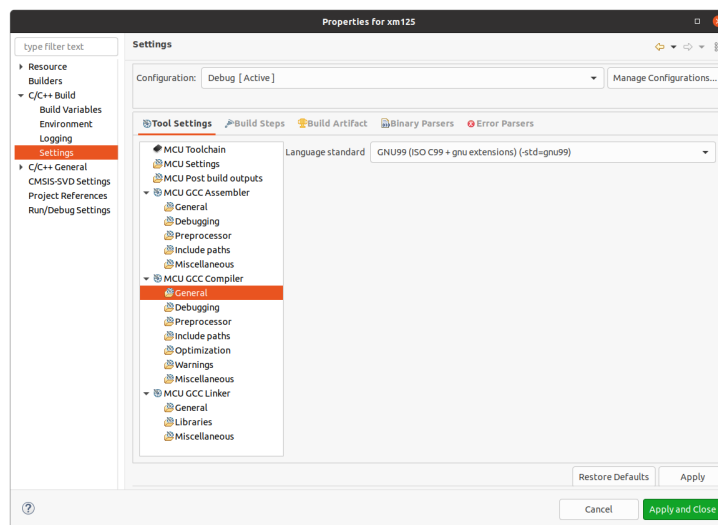 Properties for xm125
type filter text
Resource
Builders
C/C++ Build
Build Variables
Environment
Logging
Settings
C/C++ General
CMSIS-SVD Settings
Project References
Run/Debug Settings
Settings
Configuration: Debug [ Active ]
Manage Configurations...
Tool Settings Build Steps Build Artifact Binary Parsers Error Parsers
MCU Toolchain
MCU Settings
MCU Post build outputs
MCU GCC Assembler
General
Debugging
Preprocessor
Include paths
Miscellaneous
MCU GCC Compiler
General
Debugging
Preprocessor
Include paths
Optimization
Warnings
Miscellaneous
MCU GCC Linker
General
Libraries
Miscellaneous
Language standard GNU99 (ISO C99 + gnu extensions) (-std=gnu99)
Restore Defaults Apply
Cancel Apply and Close